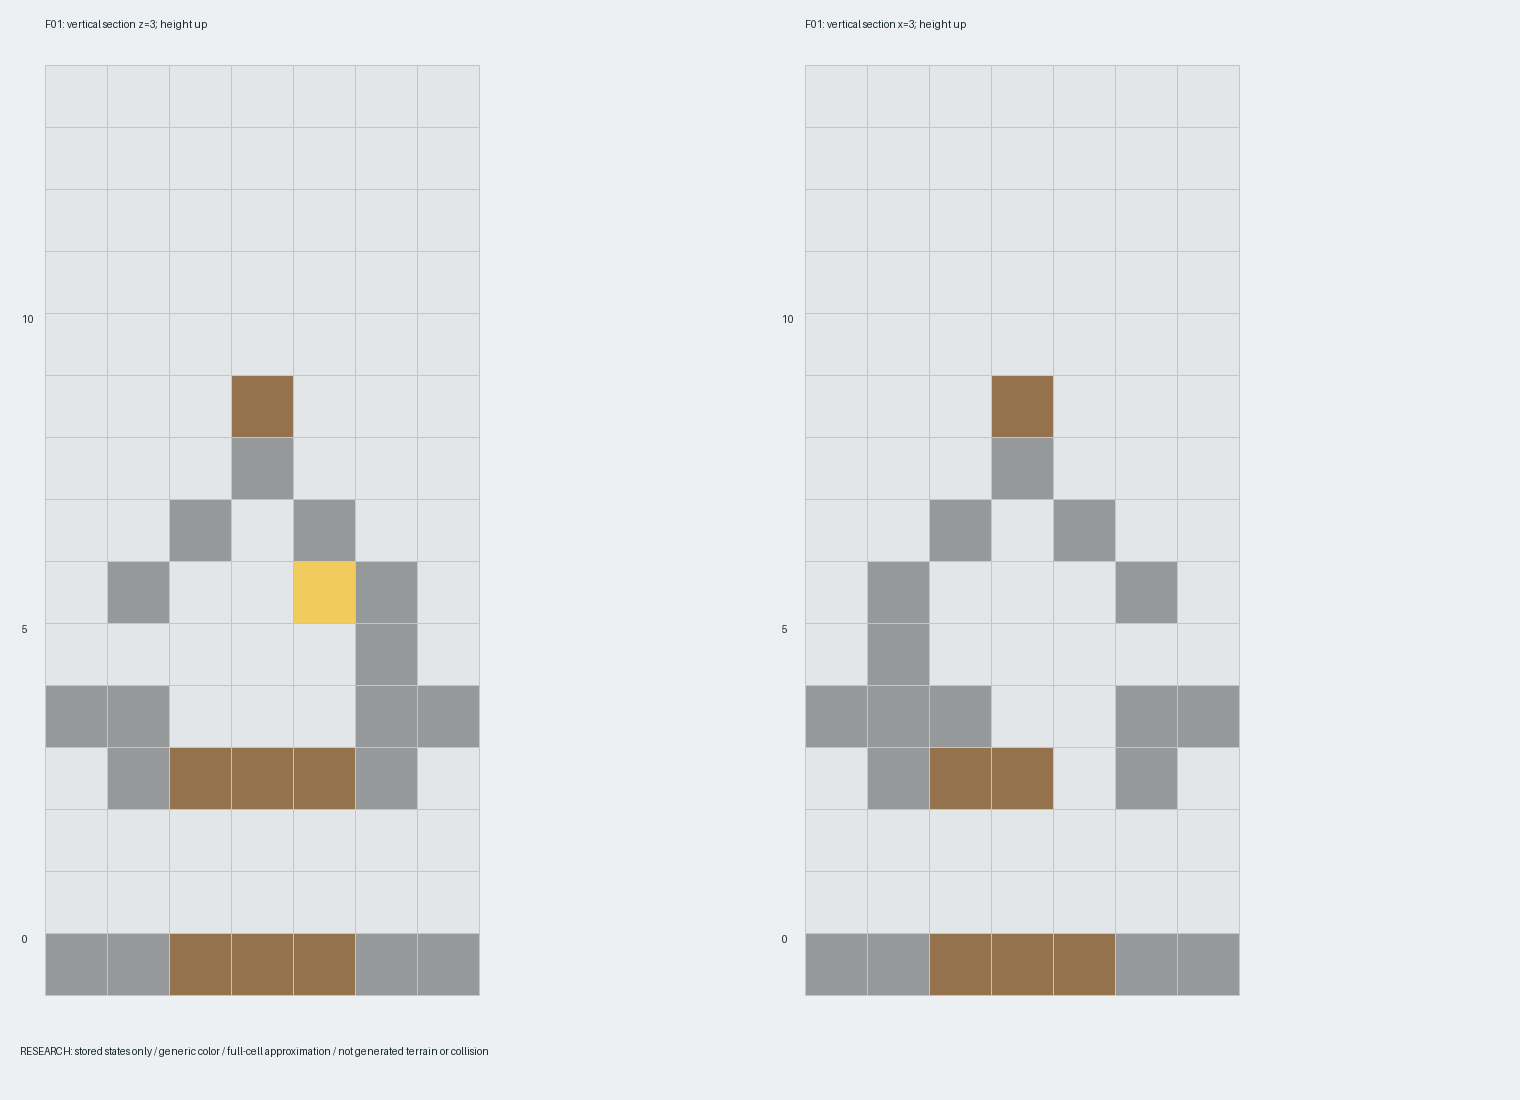 F01: vertical section z=3; height up
F01: vertical section x=3; height up
10
10
5
5
0
0
RESEARCH: stored states only / generic color / full-cell approximation / not generated terrain or collision